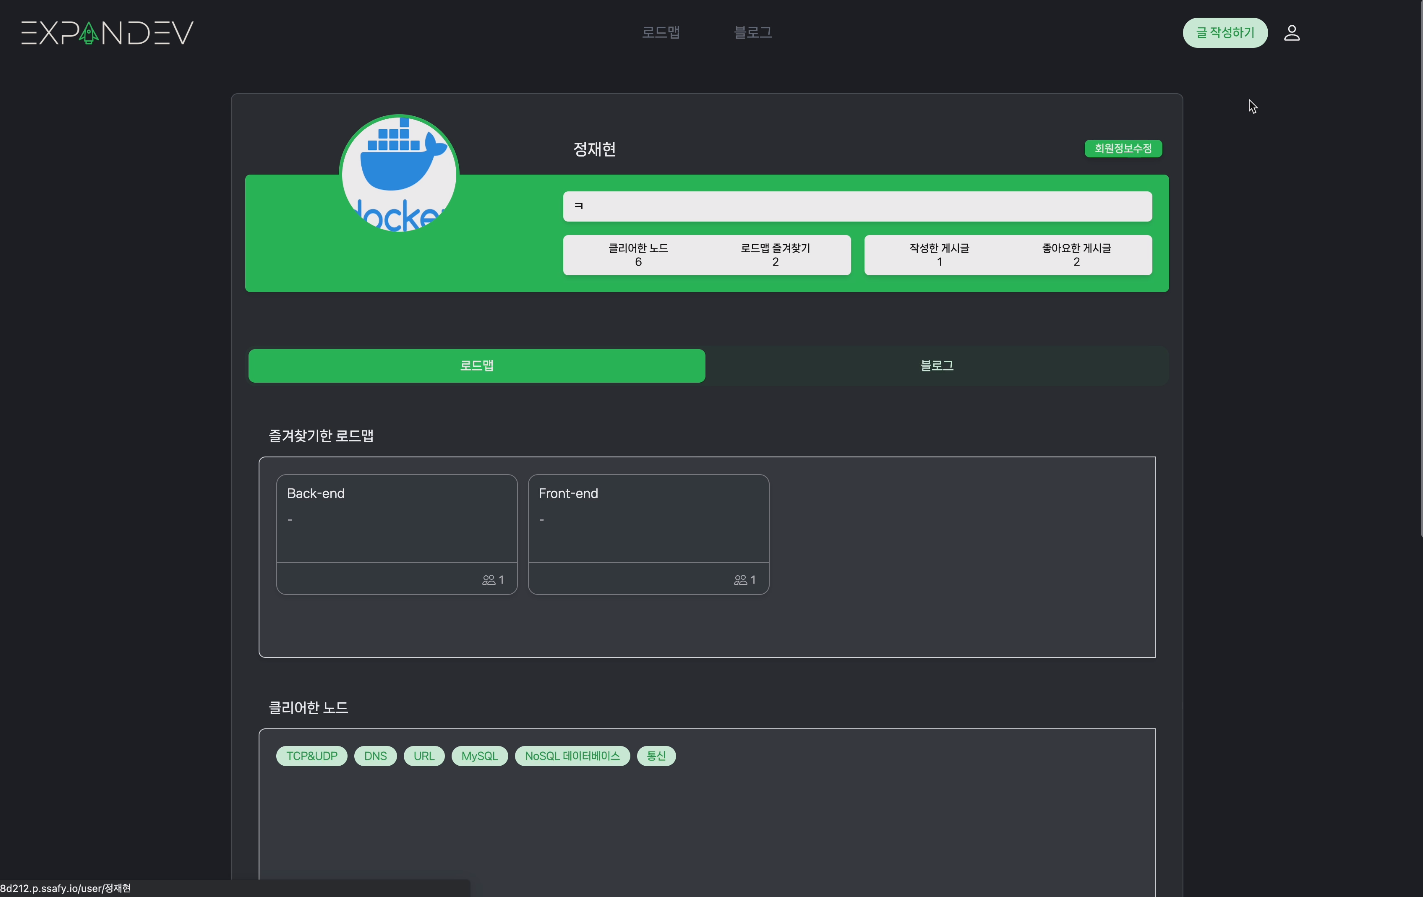 EXPANDEV
로드맵 블로그
글 작성하기
정재현
회원정보수정
docker
ㅋ
클리어한 노드 로드맵 즐겨찾기 작성한 게시글 좋아요한 게시글
6 2 1 2
로드맵 블로그
즐겨찾기한 로드맵
Back-end Front-end
- -
1 1
클리어한 노드
TCP&UDP DNS URL MySQL NoSQL 데이터베이스 통신
8d212.p.ssafy.io/user/정재현